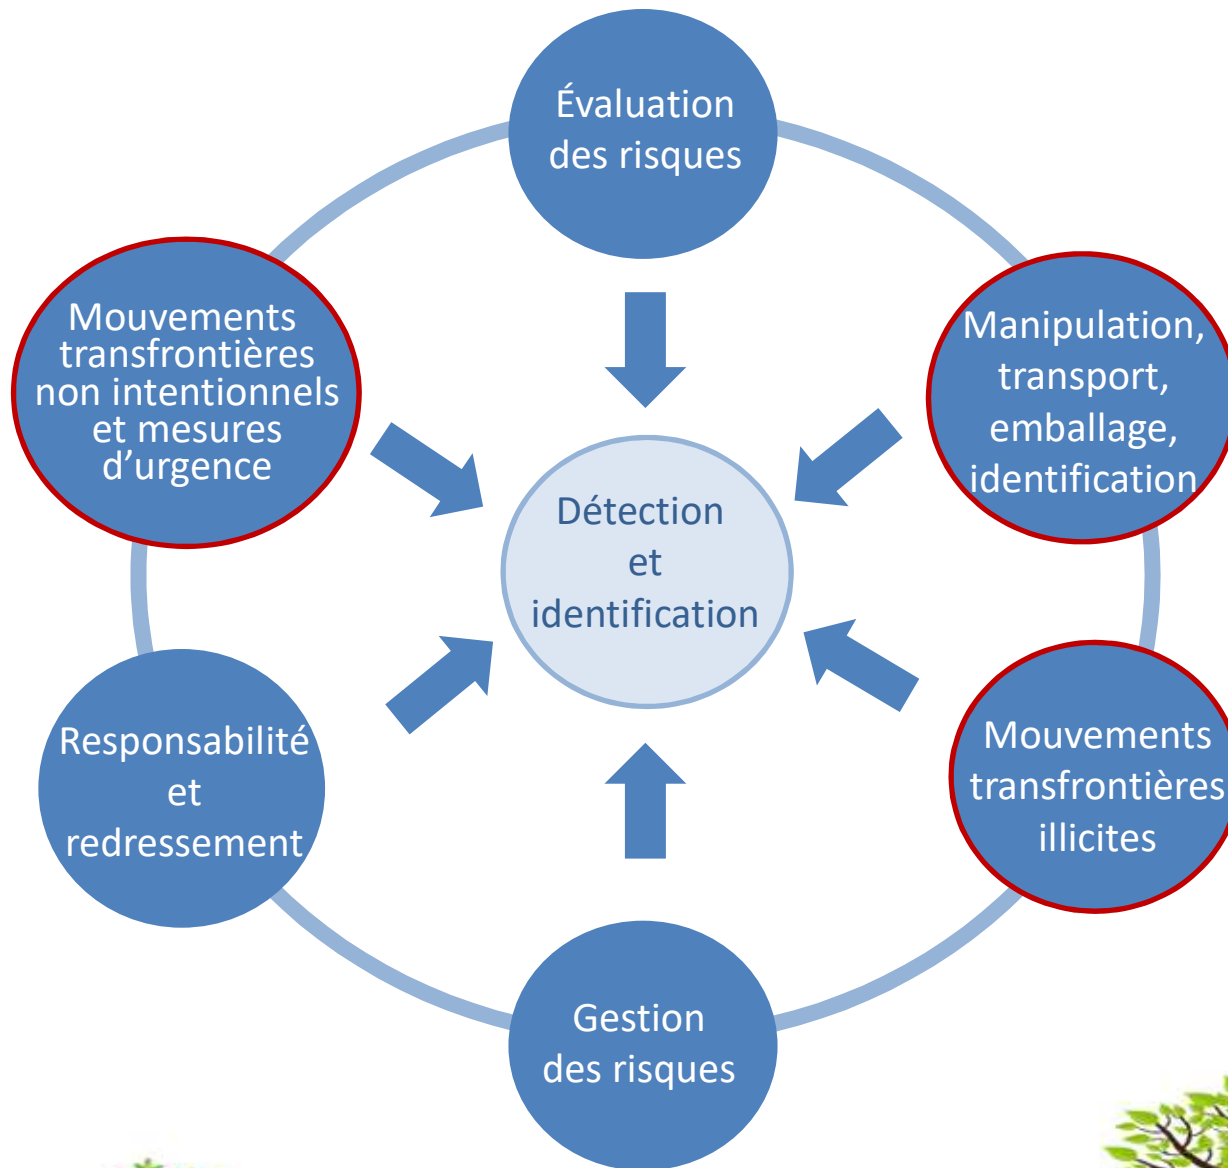 Évaluation
des risques
Mouvements
transfrontières
non intentionnels
et mesures
d’urgence
Manipulation,
transport,
emballage,
identification
Détection
et
identification
Responsabilité
et
redressement
Mouvements
transfrontières
illicites
Gestion
des risques